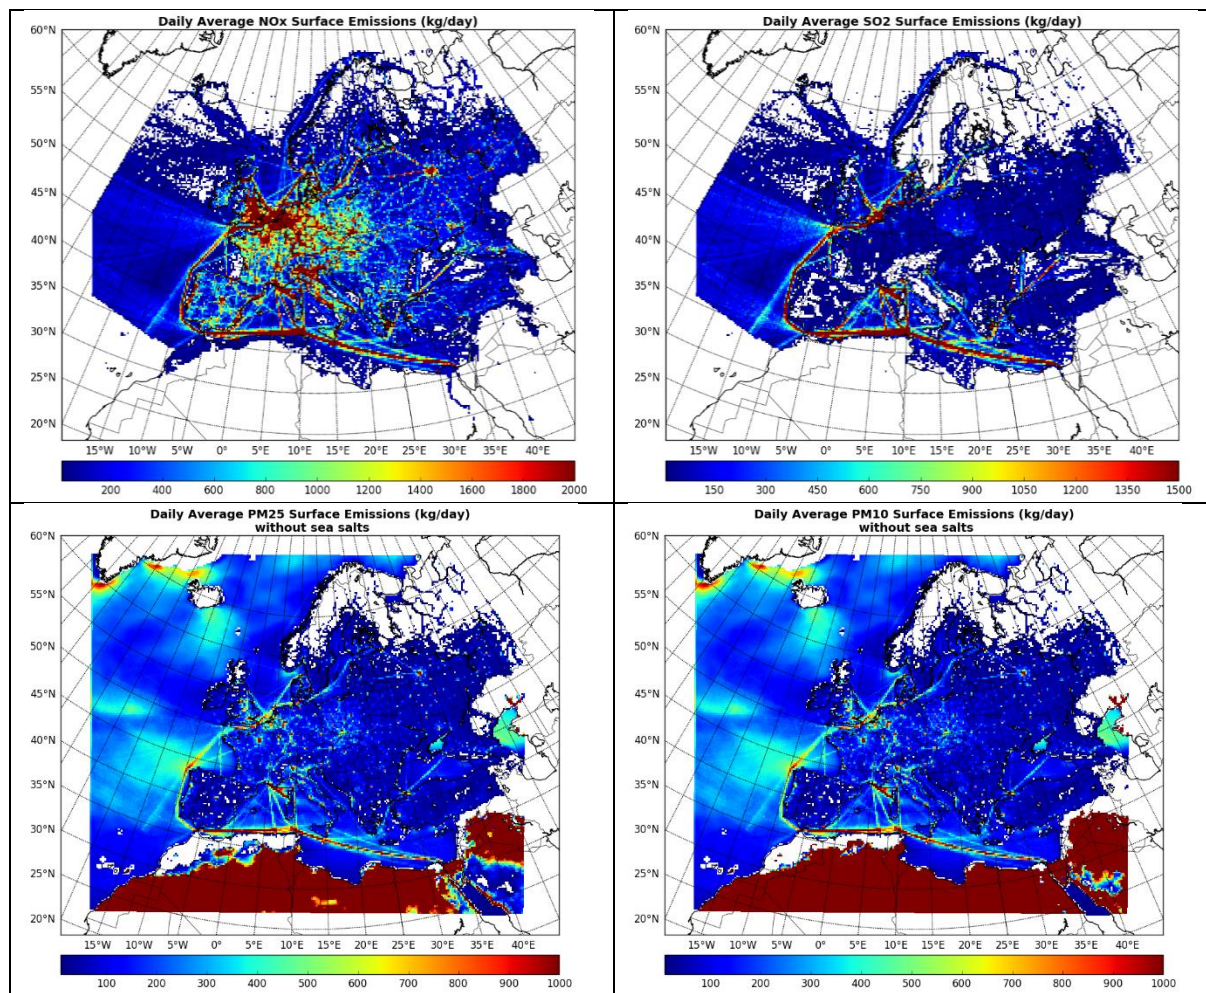 Daily Average NOx Surface Emissions (kg/day)
60°N
55°N
50°N
45°N
40°N
35°N
30°N
25°N
20°N
15°W 10°W 5°W 0° 5°E 10°E 15°E 20°E 25°E 30°E 35°E
200 400 600 800 1000 1200 1400 1600 1800 2000
Daily Average SO2 Surface Emissions (kg/day)
60°N
55°N
50°N
45°N
40°N
35°N
30°N
25°N
20°N
15°W 10°W 5°W 0° 5°E 10°E 15°E 20°E 25°E 30°E 35°E
150 300 450 600 750 900 1050 1200 1350 1500
Daily Average PM25 Surface Emissions (kg/day)
without sea salts
60°N
55°N
50°N
45°N
40°N
35°N
30°N
25°N
20°N
15°W 10°W 5°W 0° 5°E 10°E 15°E 20°E 25°E 30°E 35°E 40°E
100 200 300 400 500 600 700 800 900 1000
Daily Average PM10 Surface Emissions (kg/day)
without sea salts
60°N
55°N
50°N
45°N
40°N
35°N
30°N
25°N
20°N
15°W 10°W 5°W 0° 5°E 10°E 15°E 20°E 25°E 30°E 35°E 40°E
100 200 300 400 500 600 700 800 900 1000